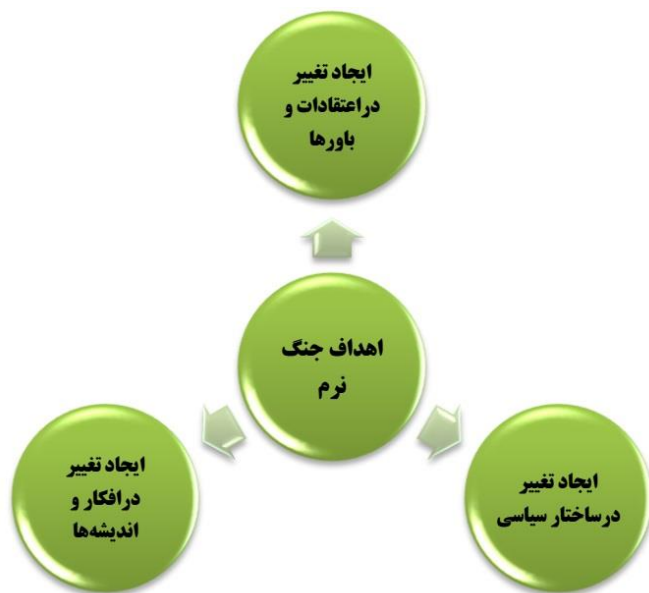 ایجاد تغییر
دراعتقادات و
باورها
اهداف جنگ
نرم
ایجاد تغییر
درساختار سیاسی
ایجاد تغییر
درافکار و
اندیشه‌ها